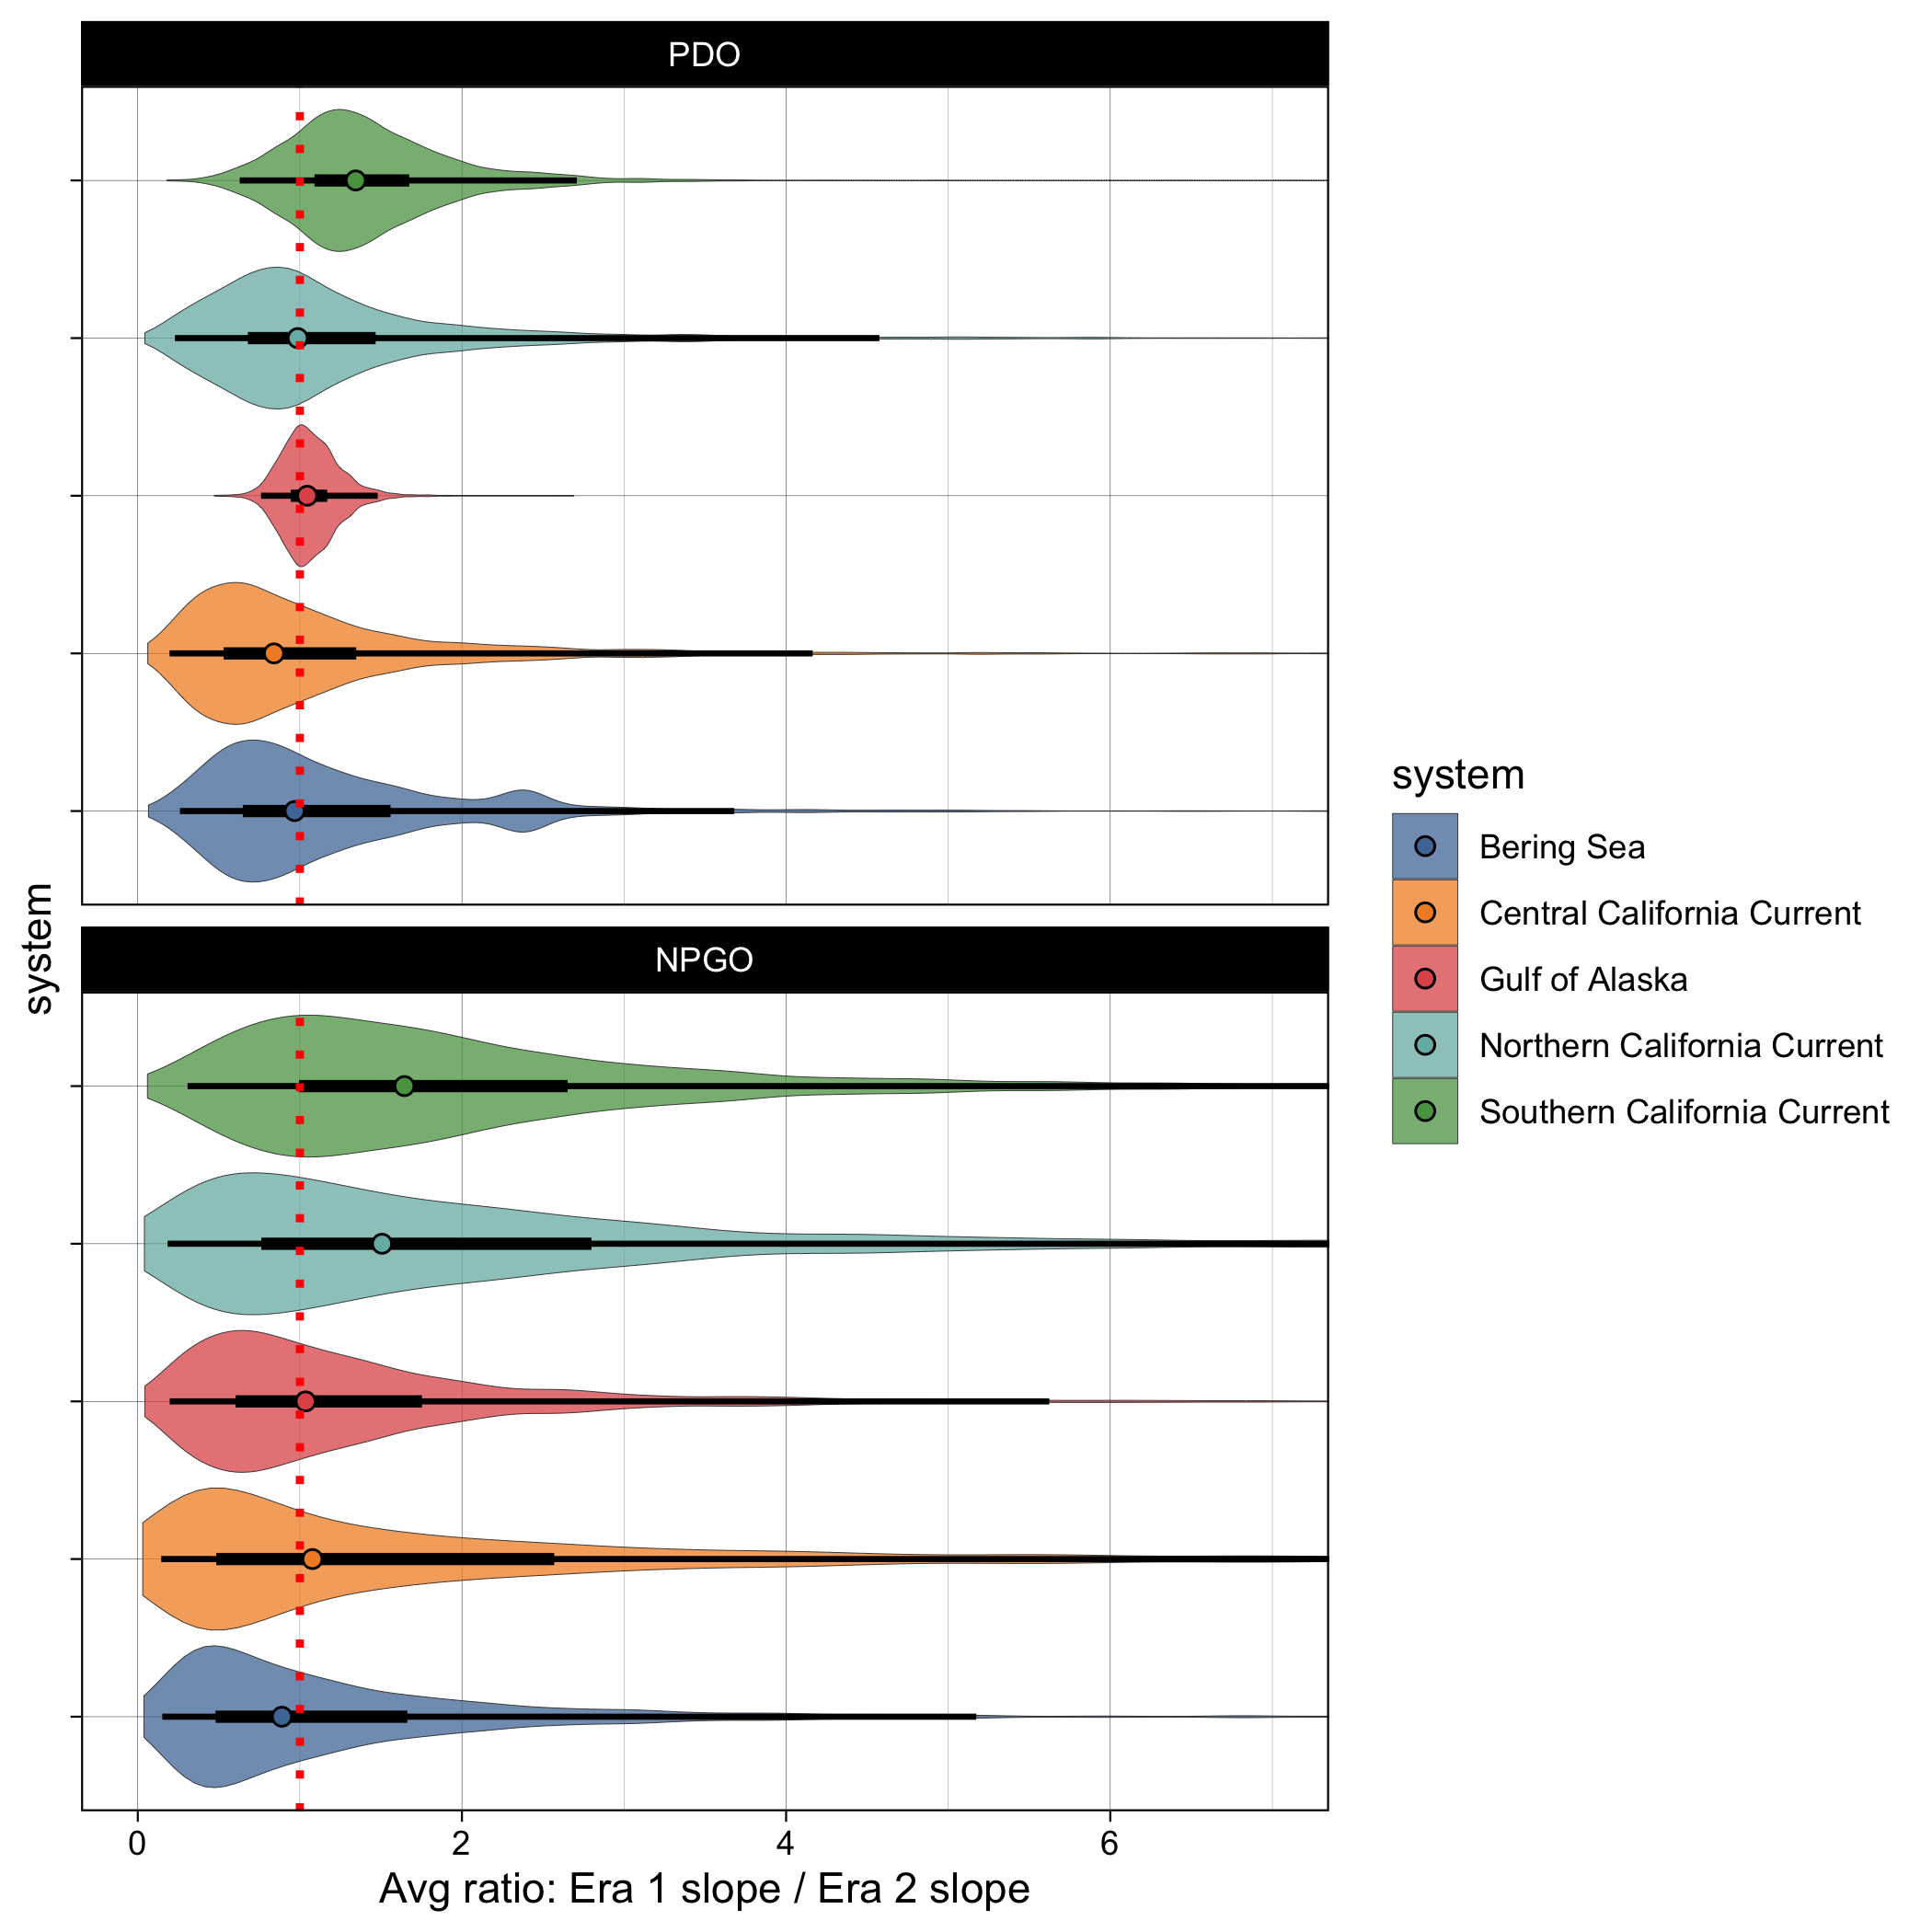 PDO
NPGO
system
0 2 4 6
Avg ratio: Era 1 slope / Era 2 slope
system
Bering Sea
Central California Current
Gulf of Alaska
Northern California Current
Southern California Current